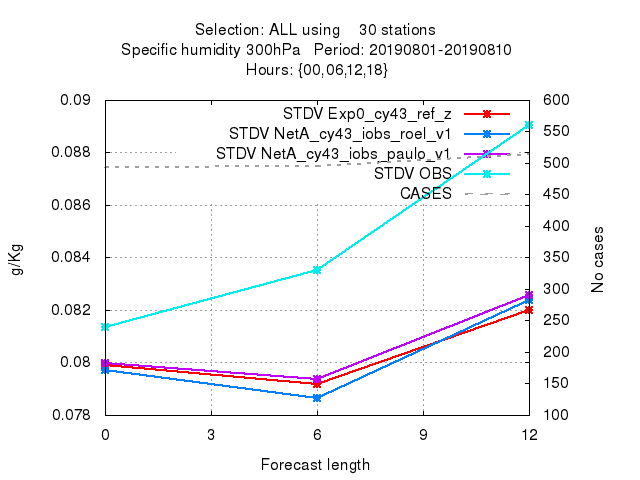 Selection: ALL using 30 stations
Specific humidity 300hPa Period: 20190801-20190810
Hours: {00,06,12,18}
0.09
0.088
0.086
0.084
0.082
0.08
0.078
g/Kg
STDV Exp0_cy43_ref_z
STDV NetA_cy43_iobs_roel_v1
STDV NetA_cy43_iobs_paulo_v1
STDV OBS
CASES
600
550
500
450
400
350
300
250
200
150
100
No cases
0 3 6 9 12
Forecast length